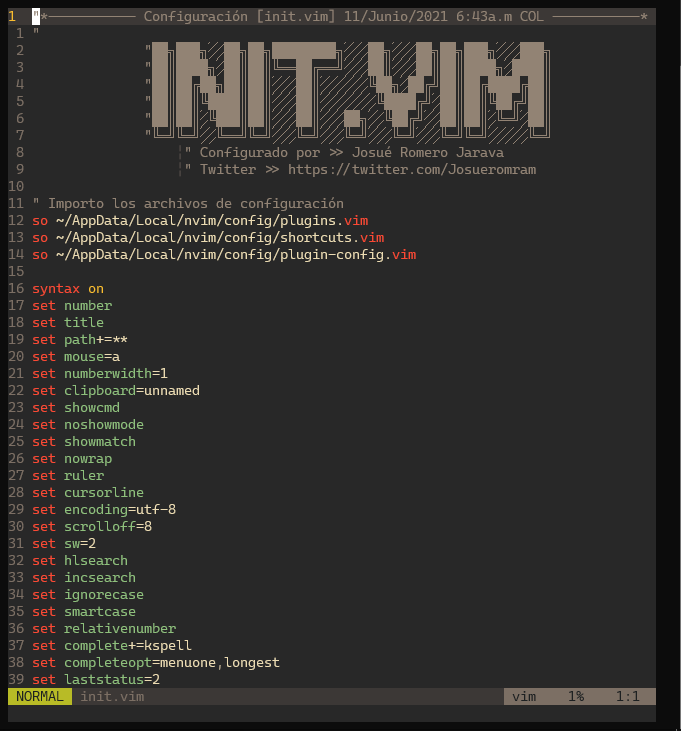 1 "*─────────── Configuración [init.vim] 11/Junio/2021 6:43a.m COL ───────────*
1 "
2 "
3 "
4 "
5 "
6 "
7 "
INIT.VIM
8 ¦" Configurado por >> Josué Romero Jarava
9 ¦" Twitter >> https://twitter.com/Josueromram
10
11 " Importo los archivos de configuración
12 so ~/AppData/Local/nvim/config/plugins.vim
13 so ~/AppData/Local/nvim/config/shortcuts.vim
14 so ~/AppData/Local/nvim/config/plugin-config.vim
15
16 syntax on
17 set number
18 set title
19 set path+=**
20 set mouse=a
21 set numberwidth=1
22 set clipboard=unnamed
23 set showcmd
24 set noshowmode
25 set showmatch
26 set nowrap
27 set ruler
28 set cursorline
29 set encoding=utf-8
30 set scrolloff=8
31 set sw=2
32 set hlsearch
33 set incsearch
34 set ignorecase
35 set smartcase
36 set relativenumber
37 set complete+=kspell
38 set completeopt=menuone,longest
39 set laststatus=2
NORMAL init.vim vim 1% 1:1